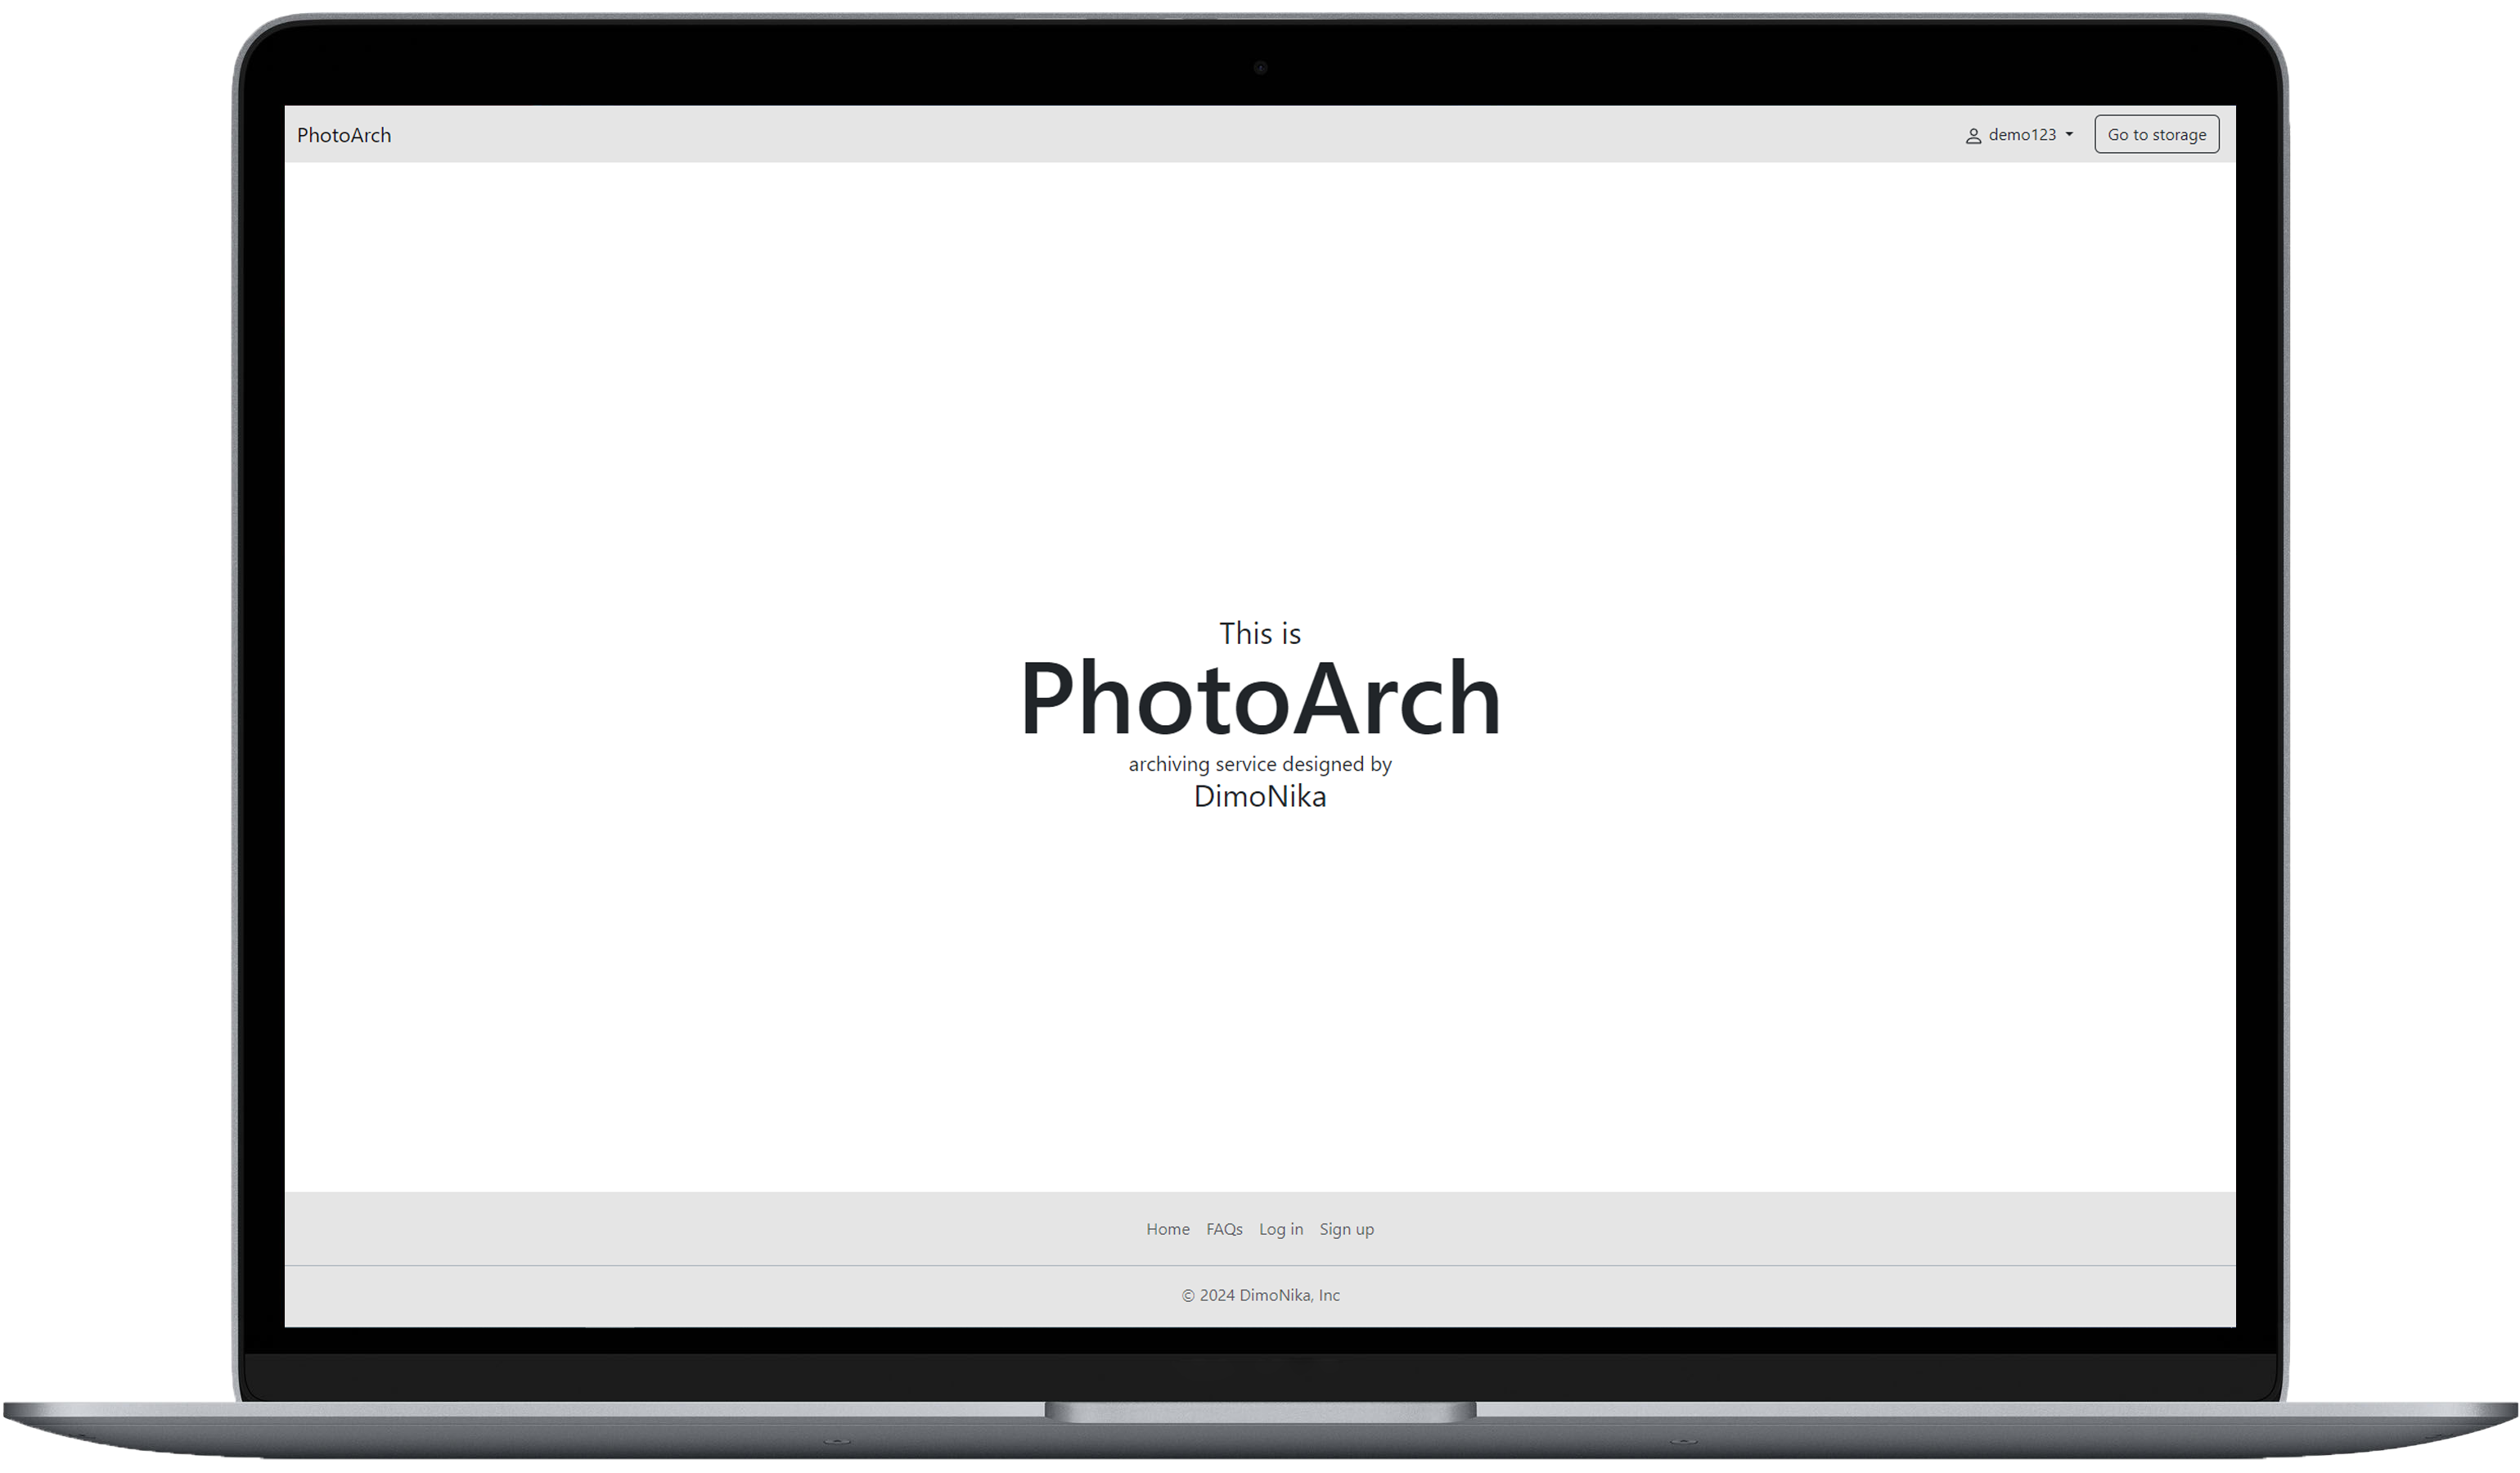 PhotoArch
demo123
Go to storage
This is
PhotoArch
archiving service designed by
DimoNika
Home FAQs Log in Sign up
© 2024 DimoNika, Inc